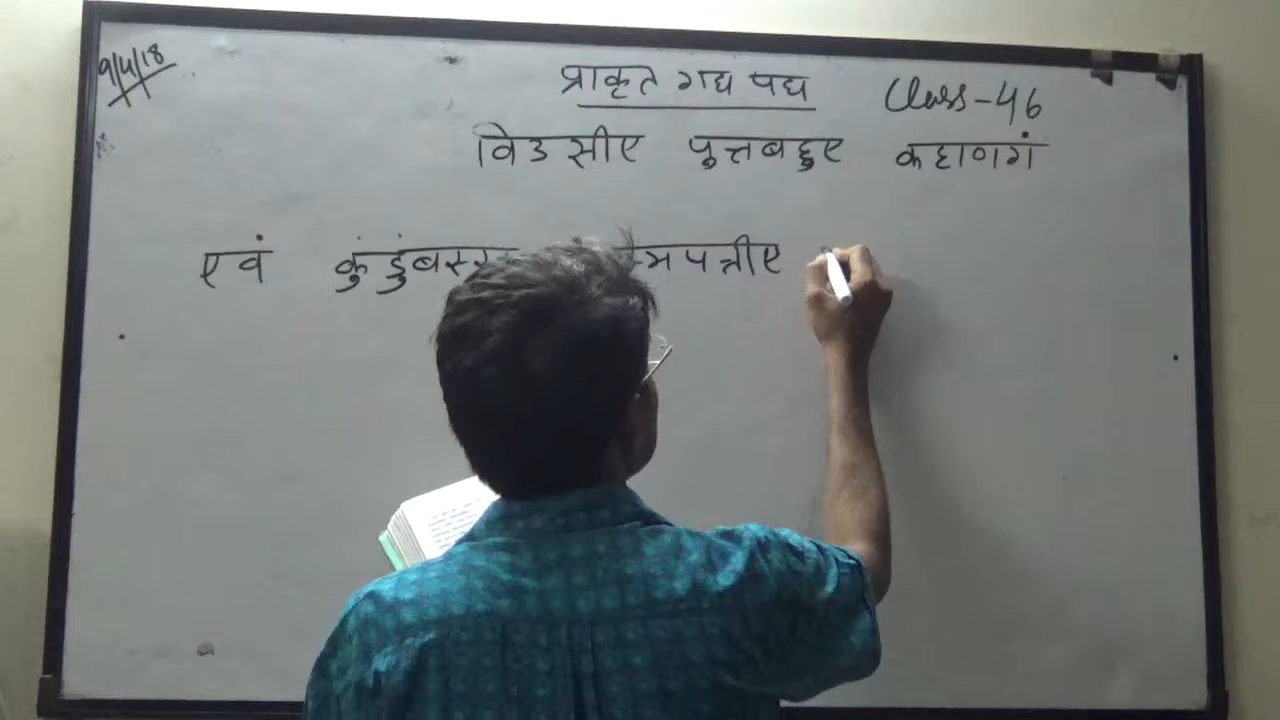 9/4/18
प्राकृत गद्य पद्य Class-46
विउसीए पुत्तबहुए कहाणगं
एवं